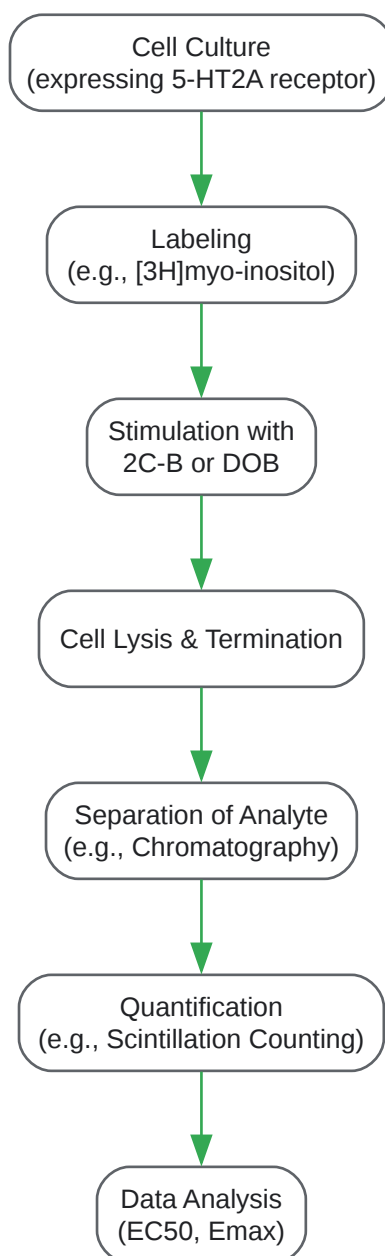 Cell Culture
(expressing 5-HT2A receptor)
Labeling
(e.g., [3H]myo-inositol)
Stimulation with
2C-B or DOB
Cell Lysis & Termination
Separation of Analyte
(e.g., Chromatography)
Quantification
(e.g., Scintillation Counting)
Data Analysis
(EC50, Emax)